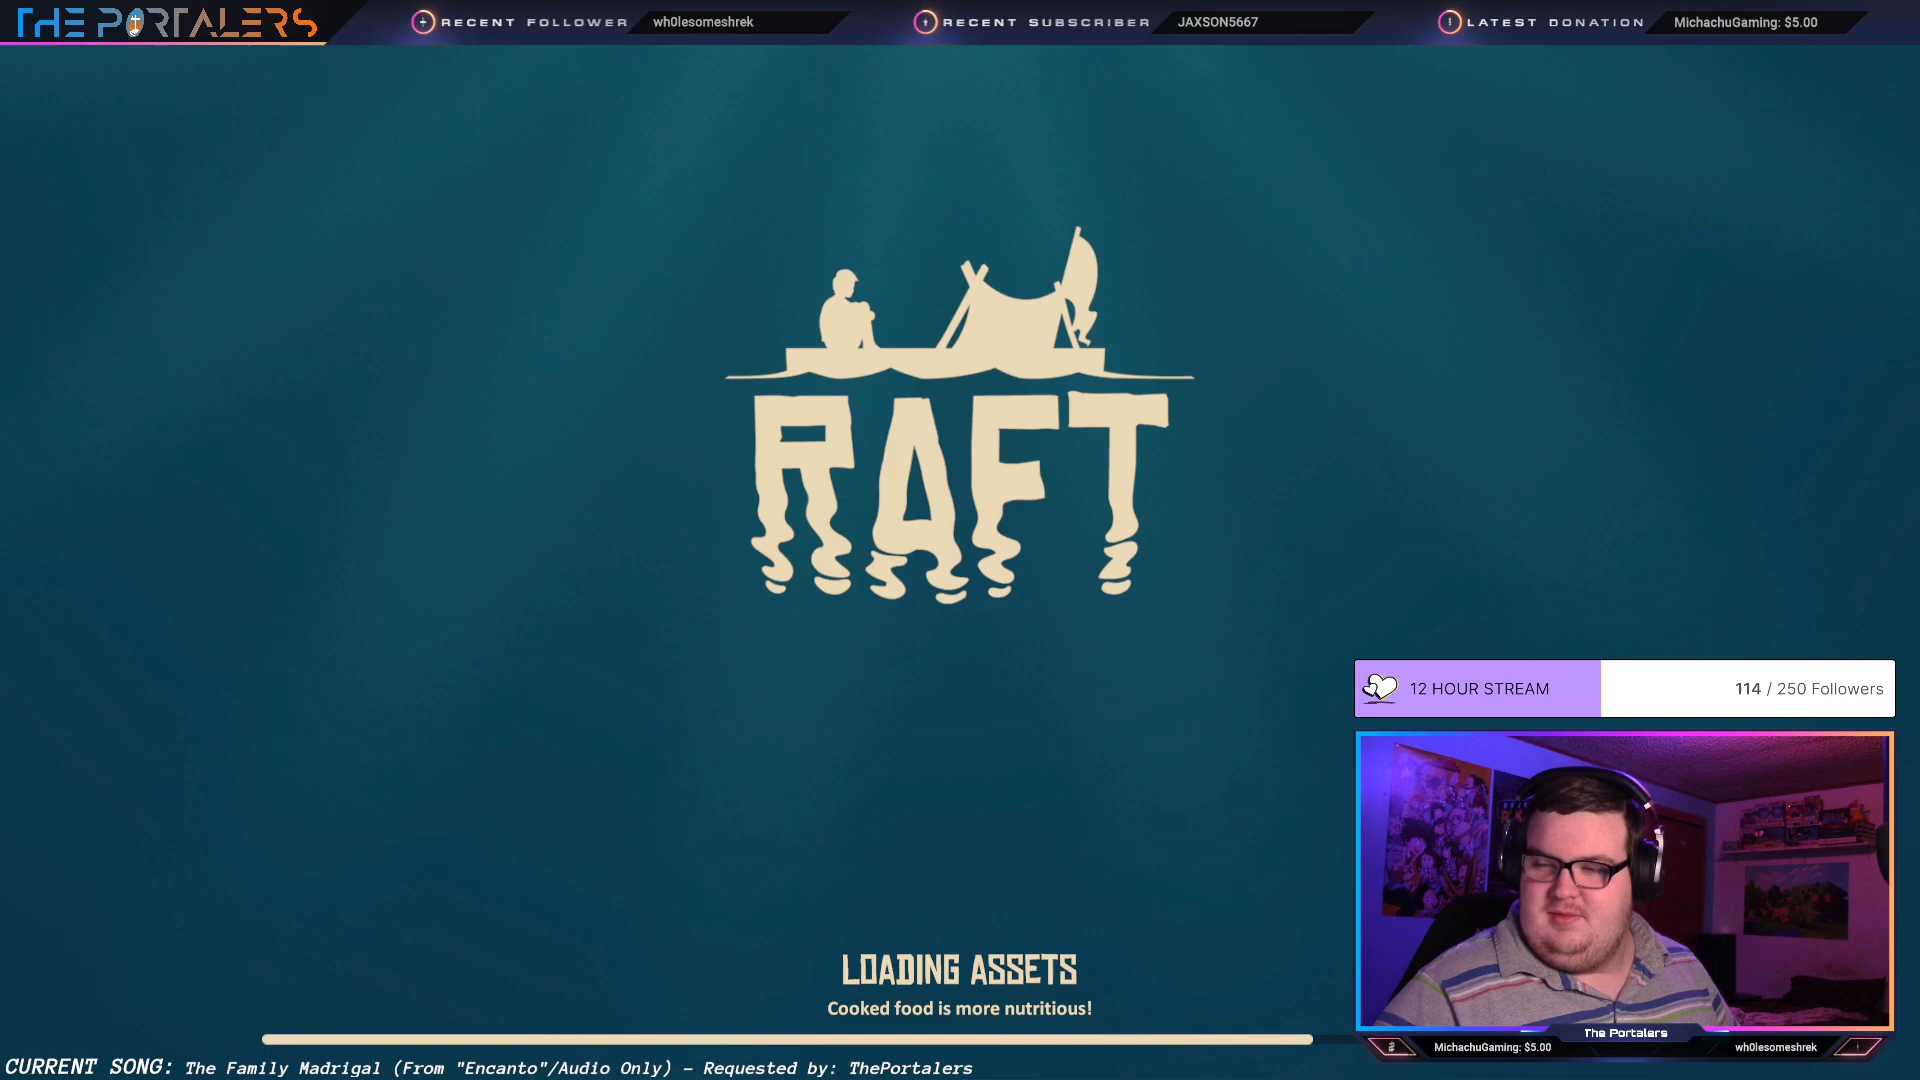 THE PORTALERS
RECENT FOLLOWER wh0lesomeshrek
RECENT SUBSCRIBER JAXSON5667
LATEST DONATION MichachuGaming: $5.00
RAFT
12 HOUR STREAM 114 / 250 Followers
LOADING ASSETS
Cooked food is more nutritious!
The Portalers
MichachuGaming: $5.00 wh0lesomeshrek
CURRENT SONG: The Family Madrigal (From "Encanto"/Audio Only) - Requested by: ThePortalers